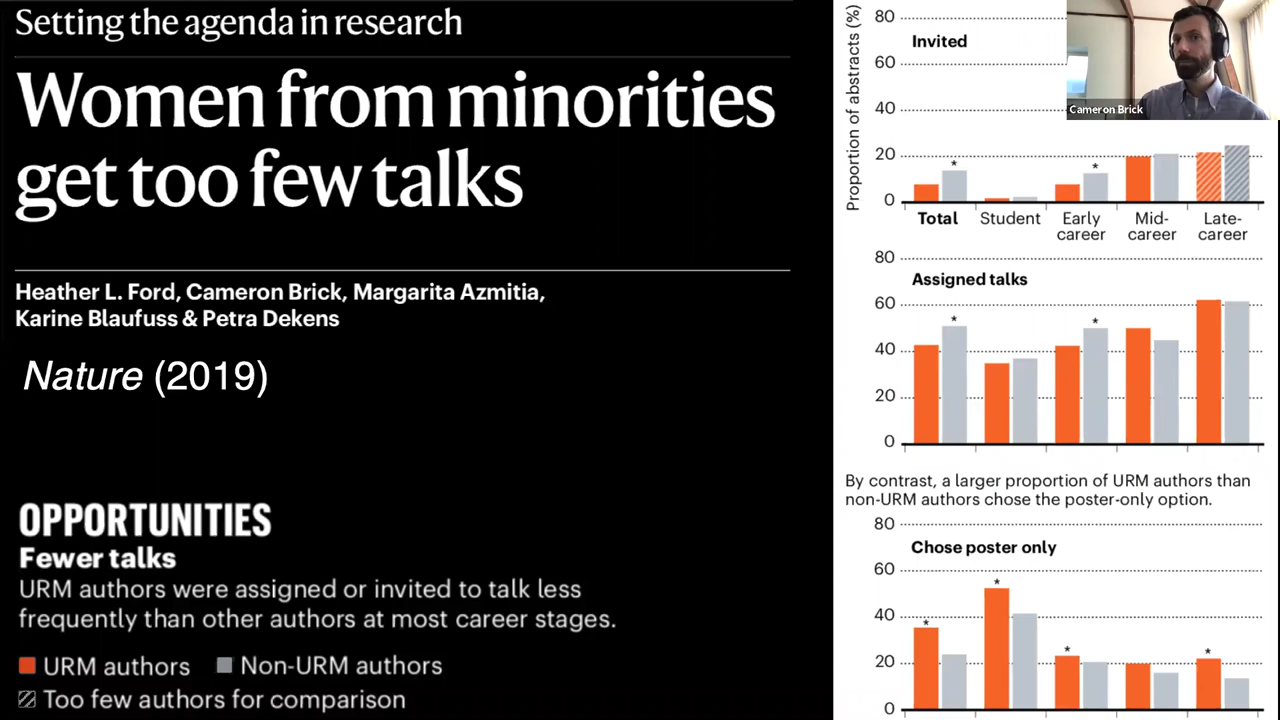 Setting the agenda in research
Women from minorities
get too few talks
Heather L. Ford, Cameron Brick, Margarita Azmitia,
Karine Blaufuss & Petra Dekens
Nature (2019)
OPPORTUNITIES
Fewer talks
URM authors were assigned or invited to talk less
frequently than other authors at most career stages.
URM authors Non-URM authors
Too few authors for comparison
Proportion of abstracts (%)
80
Invited
60
40
20
0
* *
Total Student Early career Mid-career Late-career
80
Assigned talks
60
40
20
0
* *
By contrast, a larger proportion of URM authors than
non-URM authors chose the poster-only option.
80
Chose poster only
60
40
20
0
* * * *
Cameron Brick